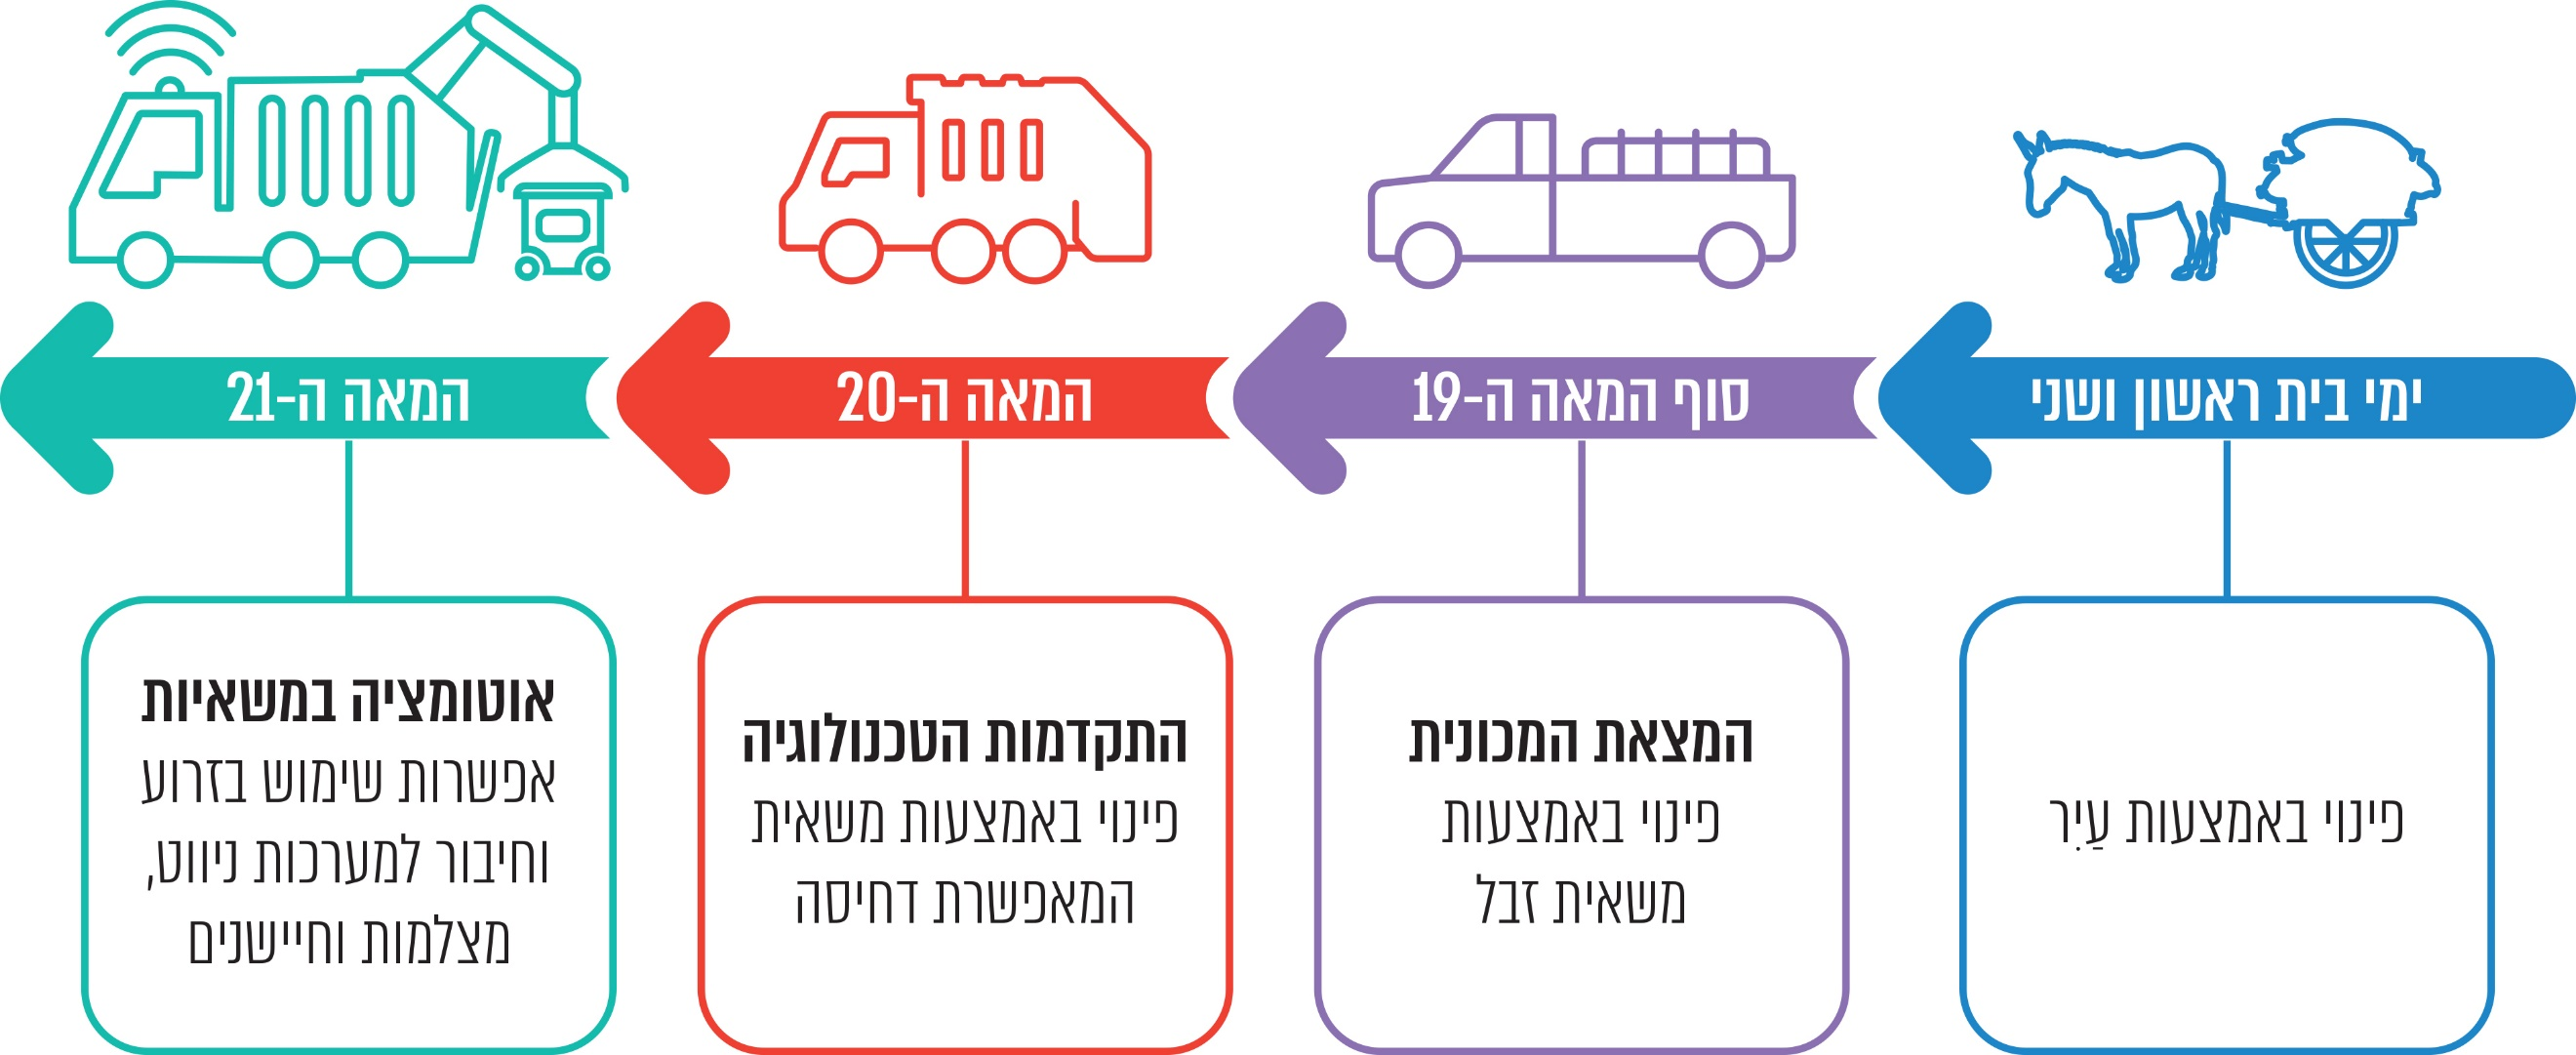 ימי בית ראשון ושני
פינוי באמצעות עַיִר
סוף המאה ה-19
המצאת המכונית
פינוי באמצעות
משאית זבל
המאה ה-20
התקדמות הטכנולוגיה
פינוי באמצעות משאית
המאפשרת דחיסה
המאה ה-21
אוטומציה במשאיות
אפשרות שימוש בזרוע
וחיבור למערכות ניווט,
מצלמות וחיישנים